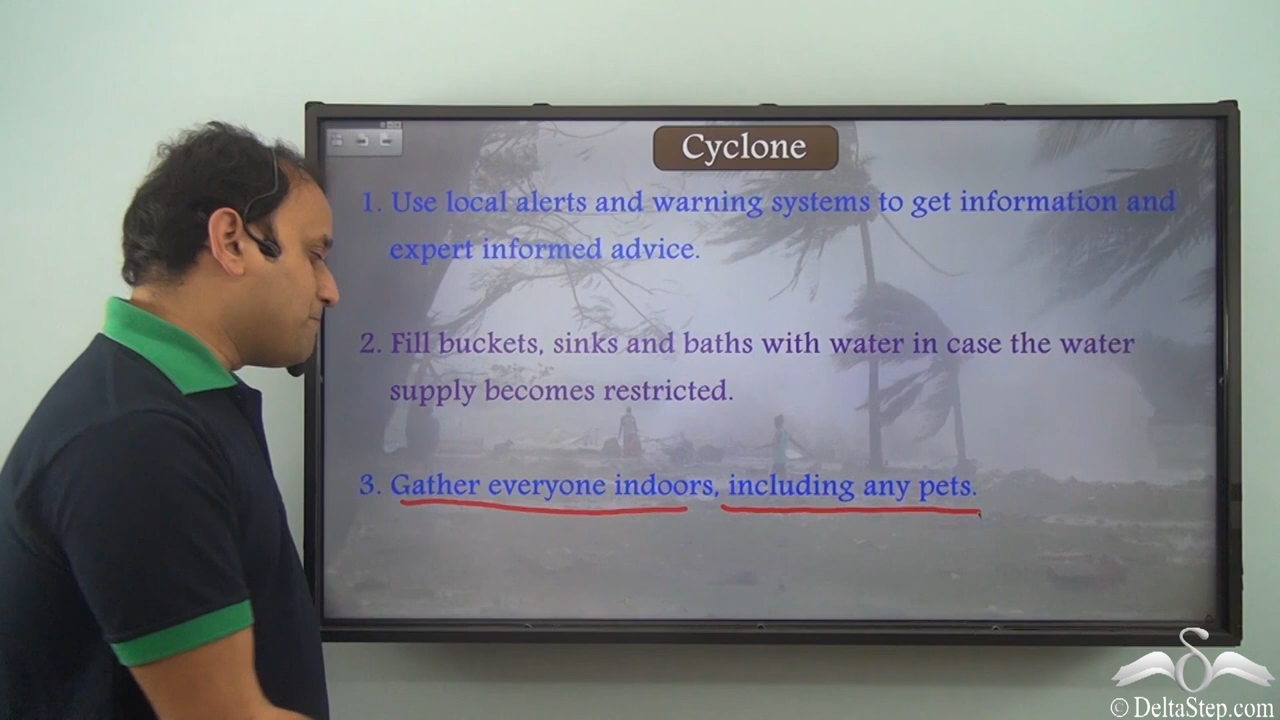 Cyclone
1. Use local alerts and warning systems to get information and
expert informed advice.
2. Fill buckets, sinks and baths with water in case the water
supply becomes restricted.
3. Gather everyone indoors, including any pets.
© DeltaStep.com